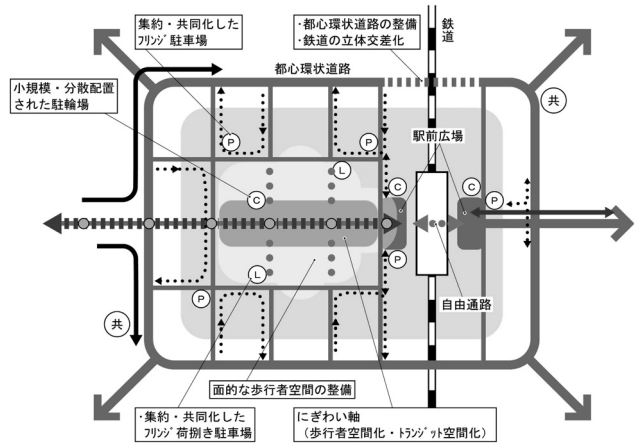 集約・共同化した
フリンジ駐車場
・都心環状道路の整備
・鉄道の立体交差化
鉄道
都心環状道路
小規模・分散配置
された駐輪場
共
駅前広場
P
P
L
C
C
C
P
L
P
P
自由通路
共
面的な歩行者空間の整備
・集約・共同化した
フリンジ荷捌き駐車場
にぎわい軸
（歩行者空間化・トランジット空間化）